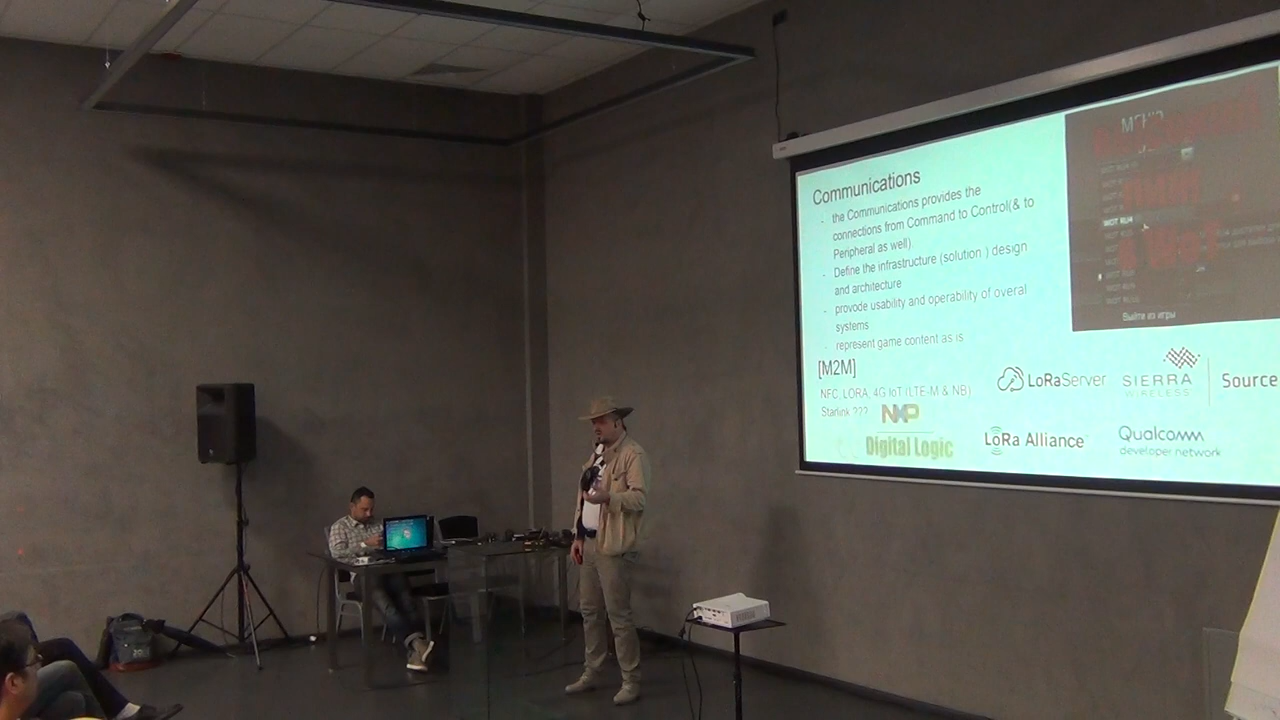 Communications
- the Communications provides the
connections from Command to Control(& to
Peripheral as well).
- Define the infrastructure (solution ) design
and architecture
- provode usability and operability of overal
systems
- represent game content as is
[M2M]
NFC, LORA, 4G IoT (LTE-M & NB)
Starlink ???
NXP
Digital Logic
LoRaServer
SIERRA
WIRELESS
Source
LoRa Alliance
Qualcomm
developer network
Выйти из игры